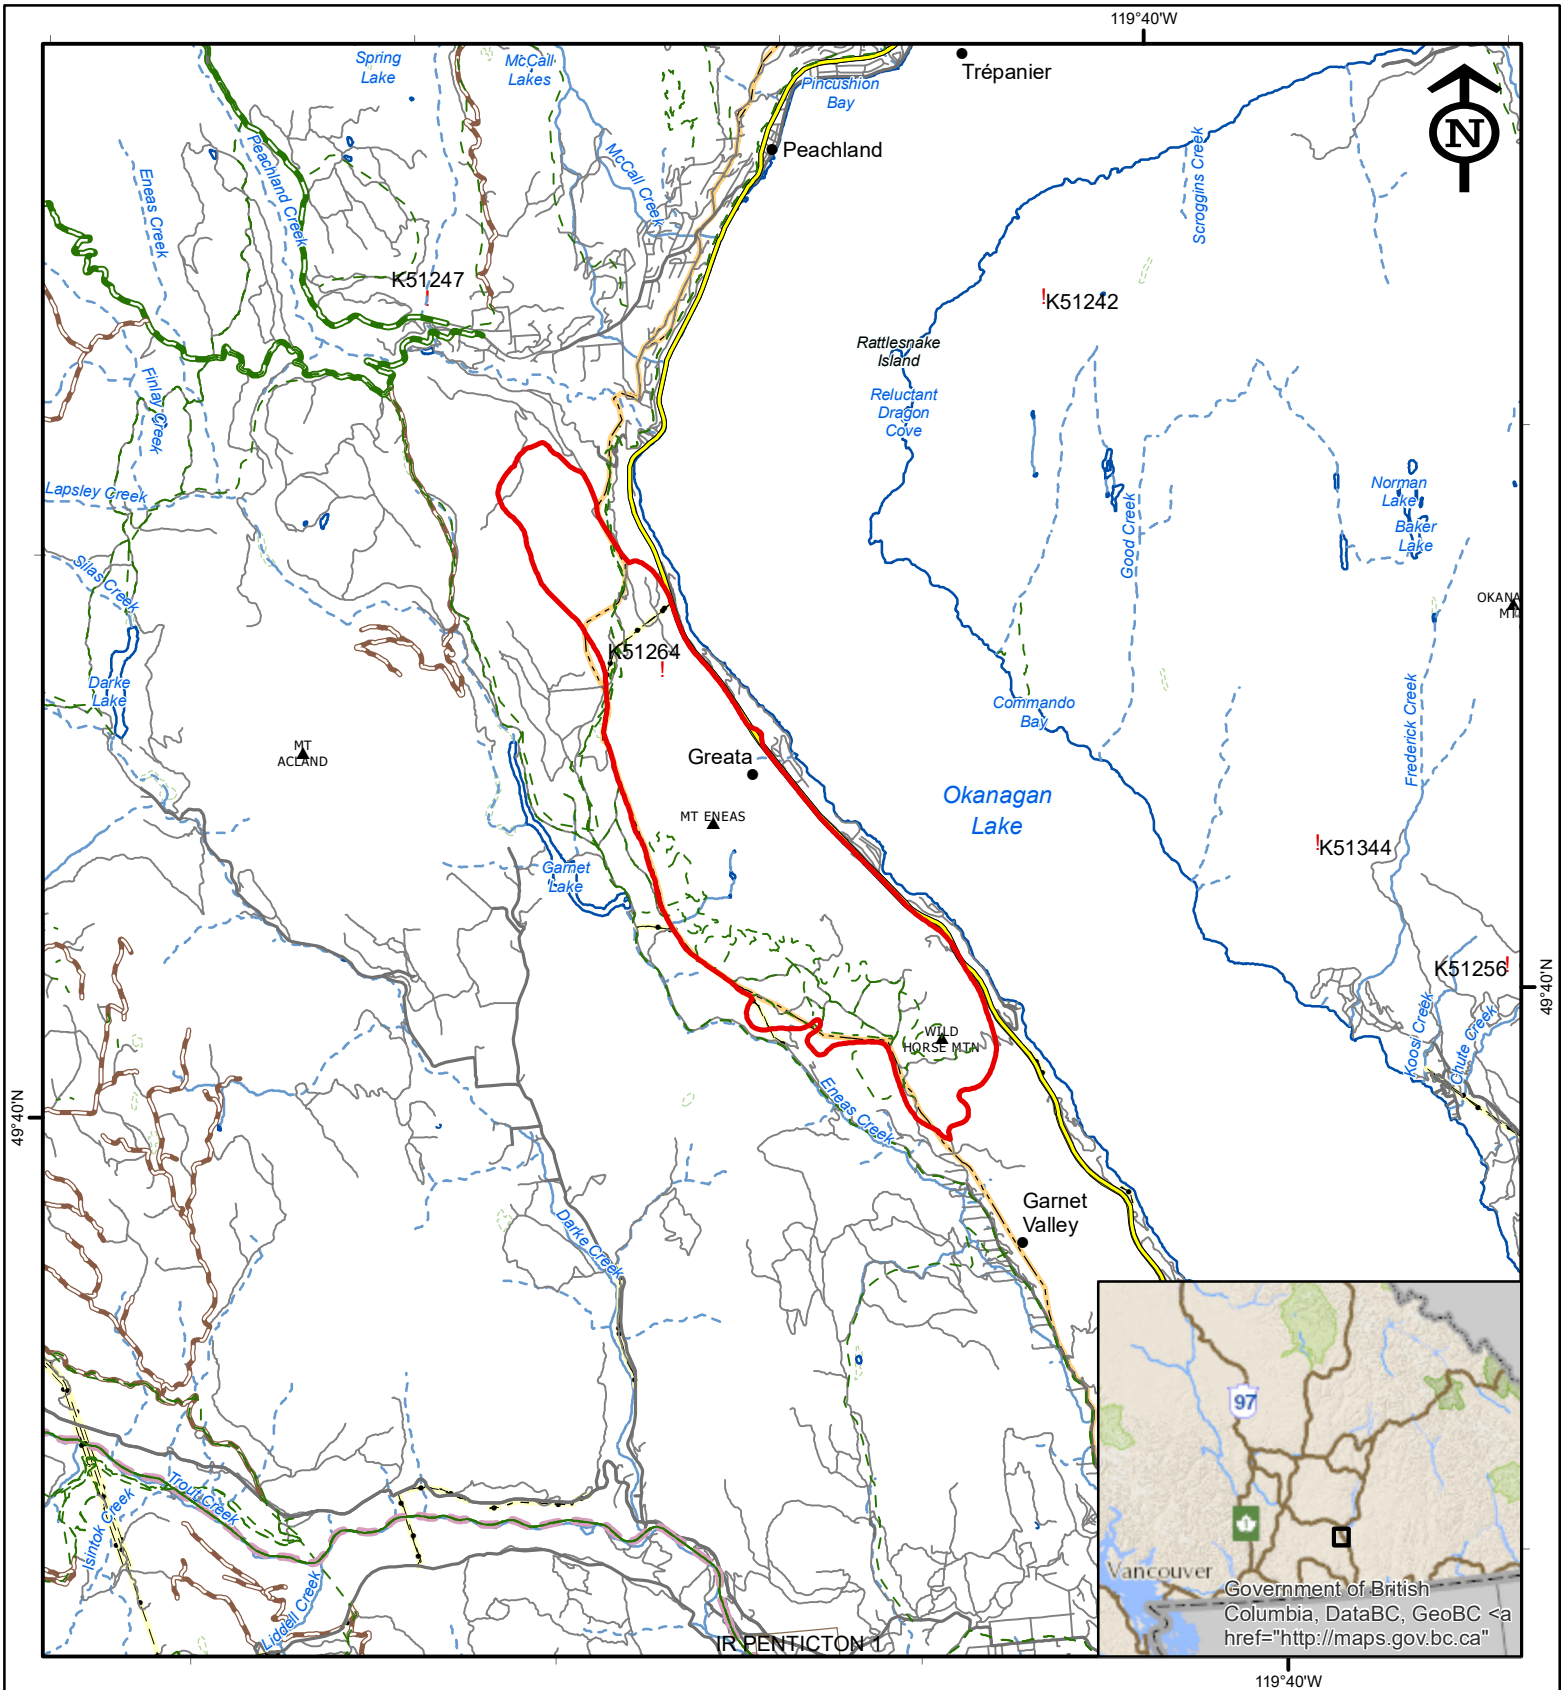 119°40'W
Spring
Lake
McCall
Lakes
Trépanier
Pincushion
Bay
N
Peachland
Peachland Creek
McCall Creek
Scroggins Creek
Eneas Creek
K51247
K51242
Rattlesnake
Island
Reluctant
Dragon
Cove
Finlay Creek
Lapsley Creek
Norman
Lake
Baker
Lake
Good Creek
Silas Creek
OKANA
MT
K51264
Darke
Lake
Commando
Bay
Frederick Creek
MT
ACLAND
Greata
Okanagan
Lake
MT ENEAS
K51344
Garnet
Lake
K51256
49°40'N
WILD
HORSE MTN
Koosi Creek
Chute Creek
49°40'N
Eneas Creek
Garnet
Valley
Darke Creek
97
Trout Creek
Isintok Creek
1
Vancouver
Liddell Creek
Government of British
Columbia, DataBC, GeoBC <a
href="http://maps.gov.bc.ca"
IR PENTICTON 1
119°40'W